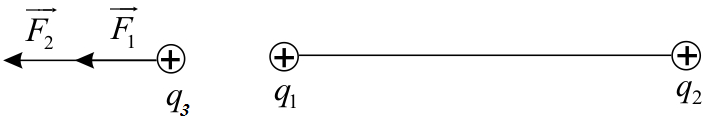 F₂ F₁
+ + +
q₃ q₁ q₂